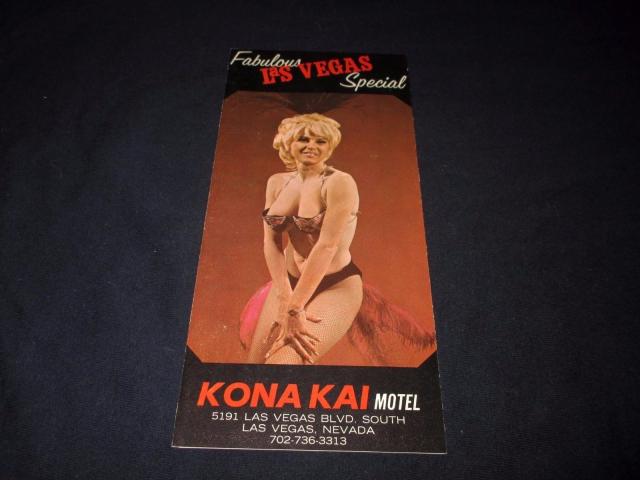 Fabulous
LaS VEGAS
Special
KONA KAI MOTEL
5191 LAS VEGAS BLVD. SOUTH
LAS VEGAS, NEVADA
702-736-3313